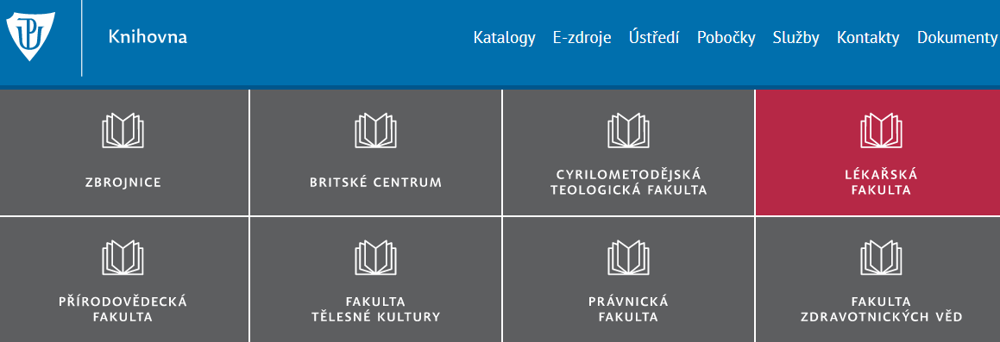 Knihovna
Katalogy E-zdroje Ústředí Pobočky Služby Kontakty Dokumenty
ZBROJNICE
BRITSKÉ CENTRUM
CYRILOMETODĚJSKÁ
TEOLOGICKÁ FAKULTA
LÉKAŘSKÁ
FAKULTA
PŘÍRODOVĚDECKÁ
FAKULTA
FAKULTA
TĚLESNÉ KULTURY
PRÁVNICKÁ
FAKULTA
FAKULTA
ZDRAVOTNICKÝCH VĚD